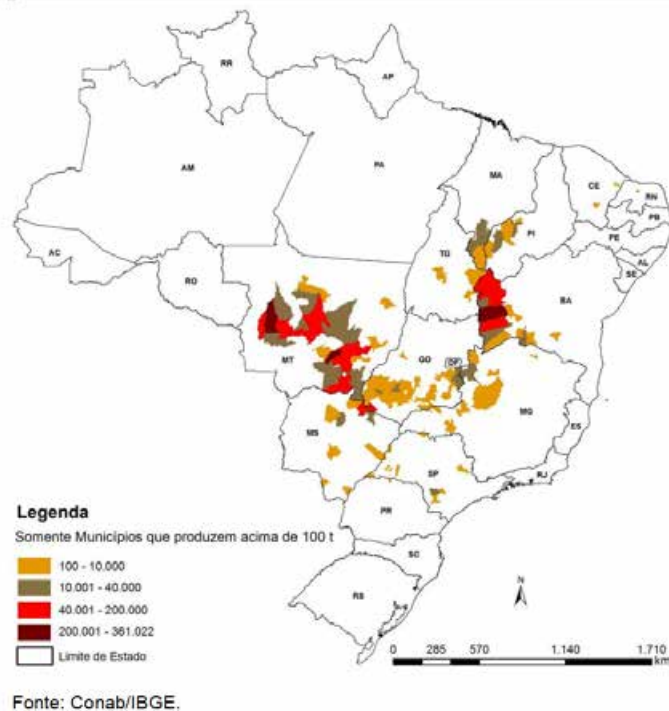 RR
AP
AM
PA
MA
CE
RN
PB
PI
PE
AL
SE
AC
TO
RO
BA
MT
GO
DF
MG
ES
MS
SP
RJ
PR
SC
RS
Legenda
Somente Municípios que produzem acima de 100 t
100 - 10.000
10.001 - 40.000
40.001 - 200.000
200.001 - 361.022
Limite de Estado
N
0 285 570 1.140 1.710
km
Fonte: Conab/IBGE.